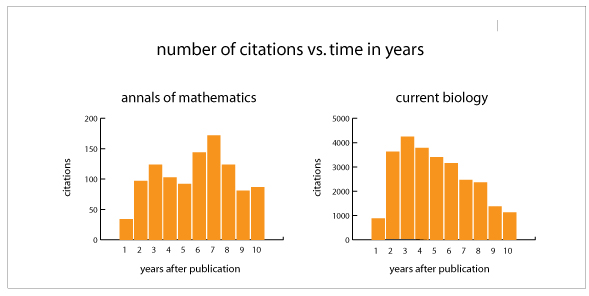 number of citations vs. time in years
annals of mathematics
200
150
100
50
0
citations
1 2 3 4 5 6 7 8 9 10
years after publication
current biology
5000
4000
3000
2000
1000
0
citations
1 2 3 4 5 6 7 8 9 10
years after publication